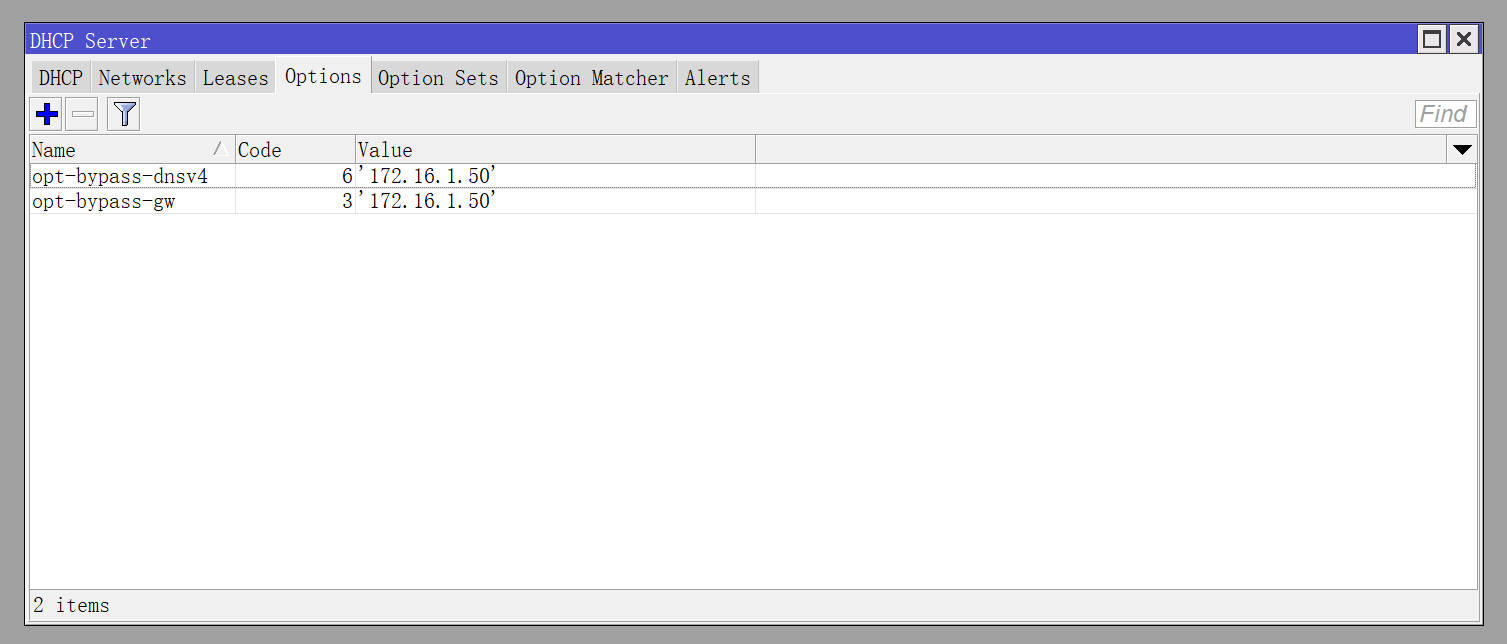 DHCP Server
DHCP Networks Leases Options Option Sets Option Matcher Alerts
Find
Name Code Value
opt-bypass-dnsv4 6 '172.16.1.50'
opt-bypass-gw 3 '172.16.1.50'
2 items